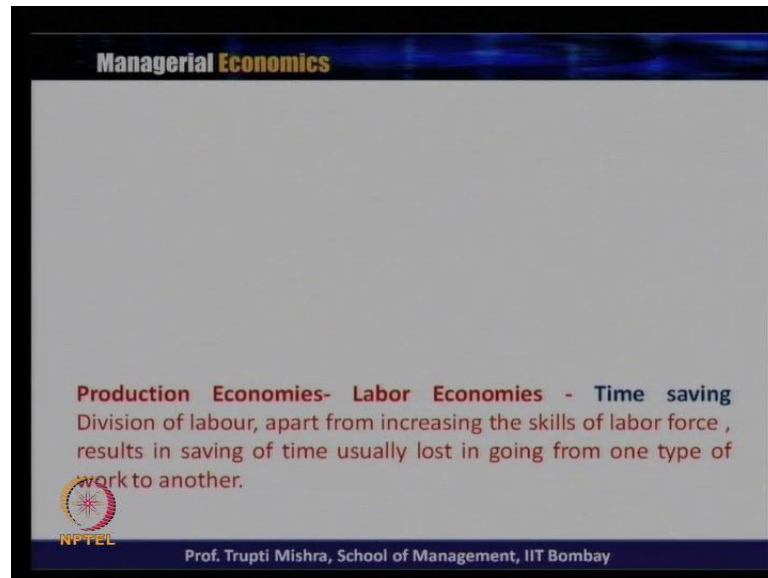 Managerial Economics
Production Economies- Labor Economies - Time saving
Division of labour, apart from increasing the skills of labor force ,
results in saving of time usually lost in going from one type of
work to another.
NPTEL
Prof. Trupti Mishra, School of Management, IIT Bombay